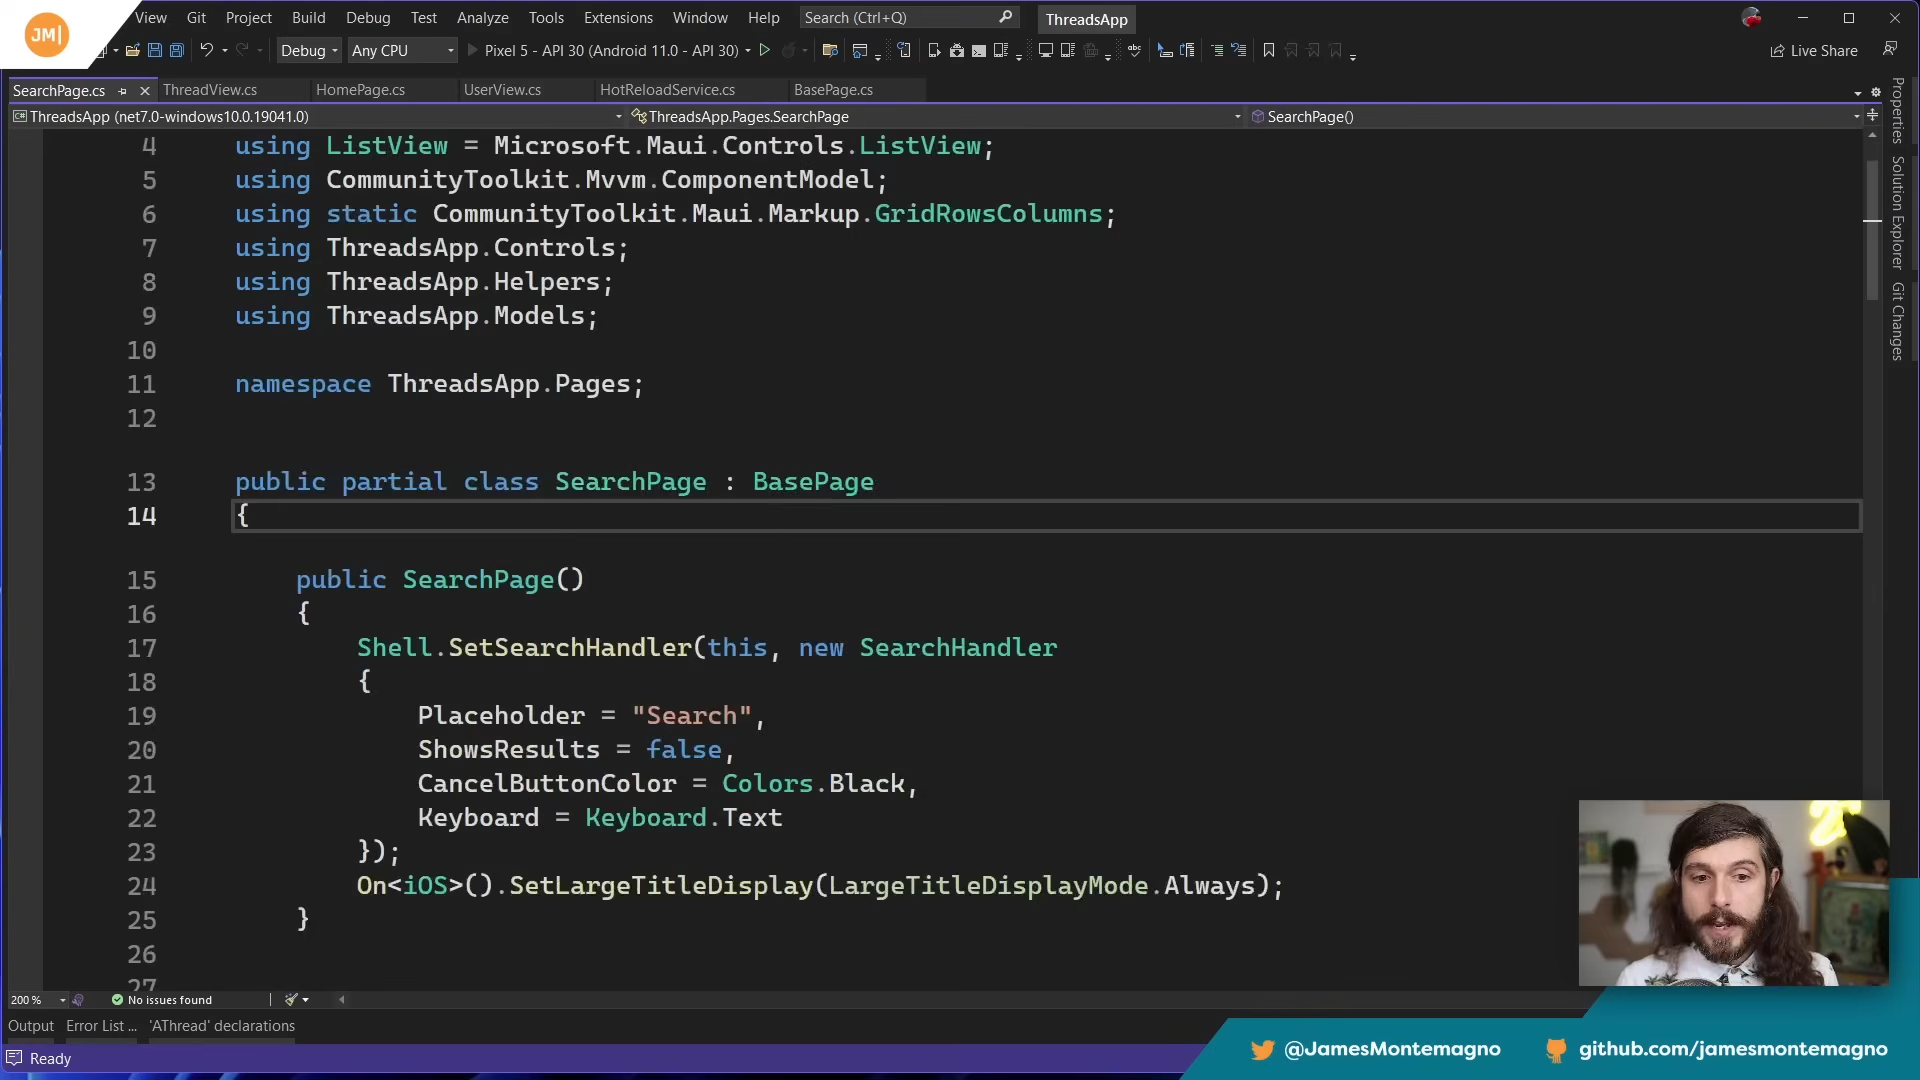 JM|
View Git Project Build Debug Test Analyze Tools Extensions Window Help Search (Ctrl+Q) ThreadsApp
Debug Any CPU Pixel 5 - API 30 (Android 11.0 - API 30) Live Share
SearchPage.cs ThreadView.cs HomePage.cs UserView.cs HotReloadService.cs BasePage.cs
ThreadsApp (net7.0-windows10.0.19041.0) ThreadsApp.Pages.SearchPage SearchPage()
4 using ListView = Microsoft.Maui.Controls.ListView;
5 using CommunityToolkit.Mvvm.ComponentModel;
6 using static CommunityToolkit.Maui.Markup.GridRowsColumns;
7 using ThreadsApp.Controls;
8 using ThreadsApp.Helpers;
9 using ThreadsApp.Models;
10
11 namespace ThreadsApp.Pages;
12
13 public partial class SearchPage : BasePage
14 {
15 public SearchPage()
16 {
17 Shell.SetSearchHandler(this, new SearchHandler
18 {
19 Placeholder = "Search",
20 ShowsResults = false,
21 CancelButtonColor = Colors.Black,
22 Keyboard = Keyboard.Text
23 });
24 On<iOS>().SetLargeTitleDisplay(LargeTitleDisplayMode.Always);
25 }
26
27
Properties
Solution Explorer
Git Changes
200 % No issues found
Output Error List ... 'AThread' declarations
Ready
@JamesMontemagno github.com/jamesmontemagno